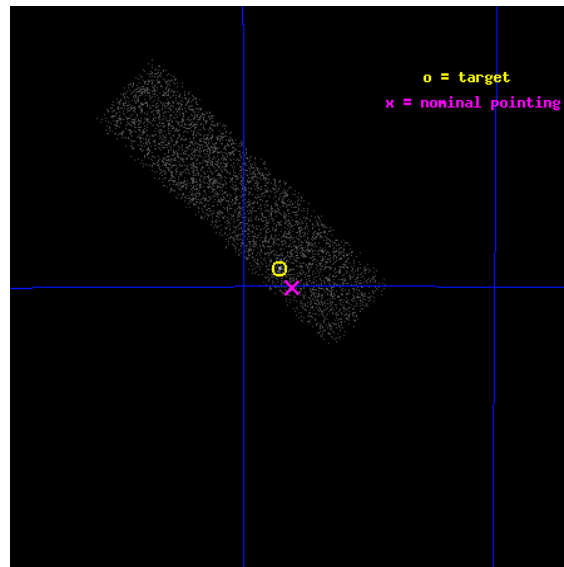 o = target
x = nominal pointing